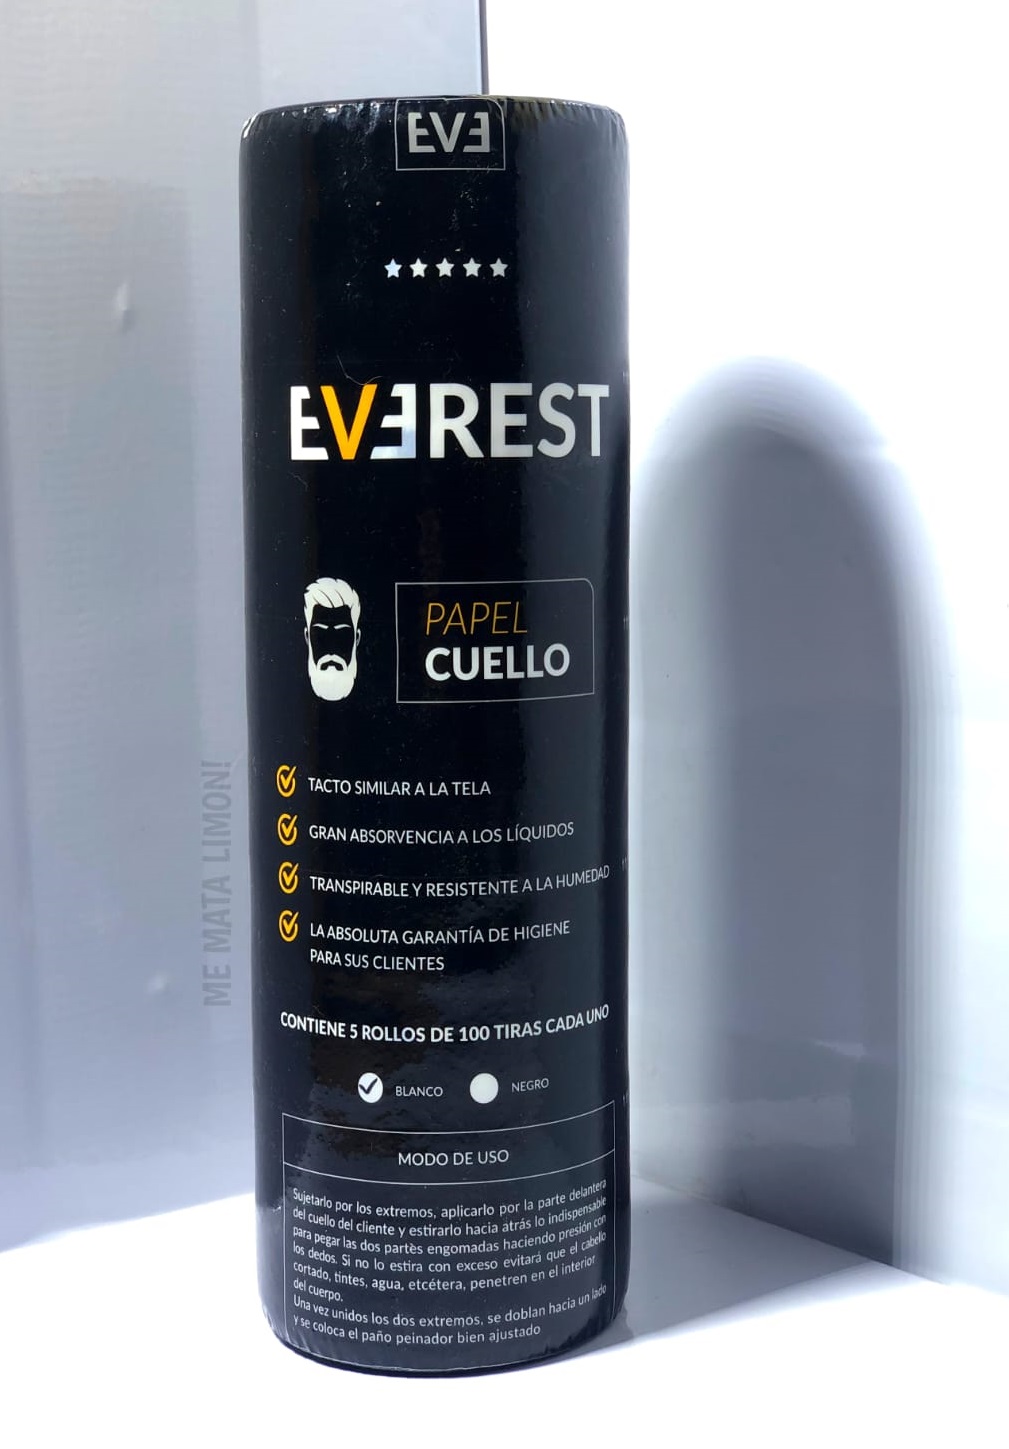 EVE
EVEREST
PAPEL
CUELLO
TACTO SIMILAR A LA TELA
GRAN ABSORVENCIA A LOS LÍQUIDOS
TRANSPIRABLE Y RESISTENTE A LA HUMEDAD
LA ABSOLUTA GARANTÍA DE HIGIENE
PARA SUS CLIENTES
CONTIENE 5 ROLLOS DE 100 TIRAS CADA UNO
BLANCO NEGRO
MODO DE USO
Sujetarlo por los extremos, aplicarlo por la parte delantera
del cuello del cliente y estirarlo hacia atrás lo indispensable
para pegar las dos partès engomadas haciendo presión con
los dedos. Si no lo estira con exceso evitará que el cabello
cortado, tintes, agua, etcétera, penetren en el interior
del cuerpo.
Una vez unidos los dos extremos, se doblan hacia un lado
y se coloca el paño peinador bien ajustado
ME MATA LIMON!